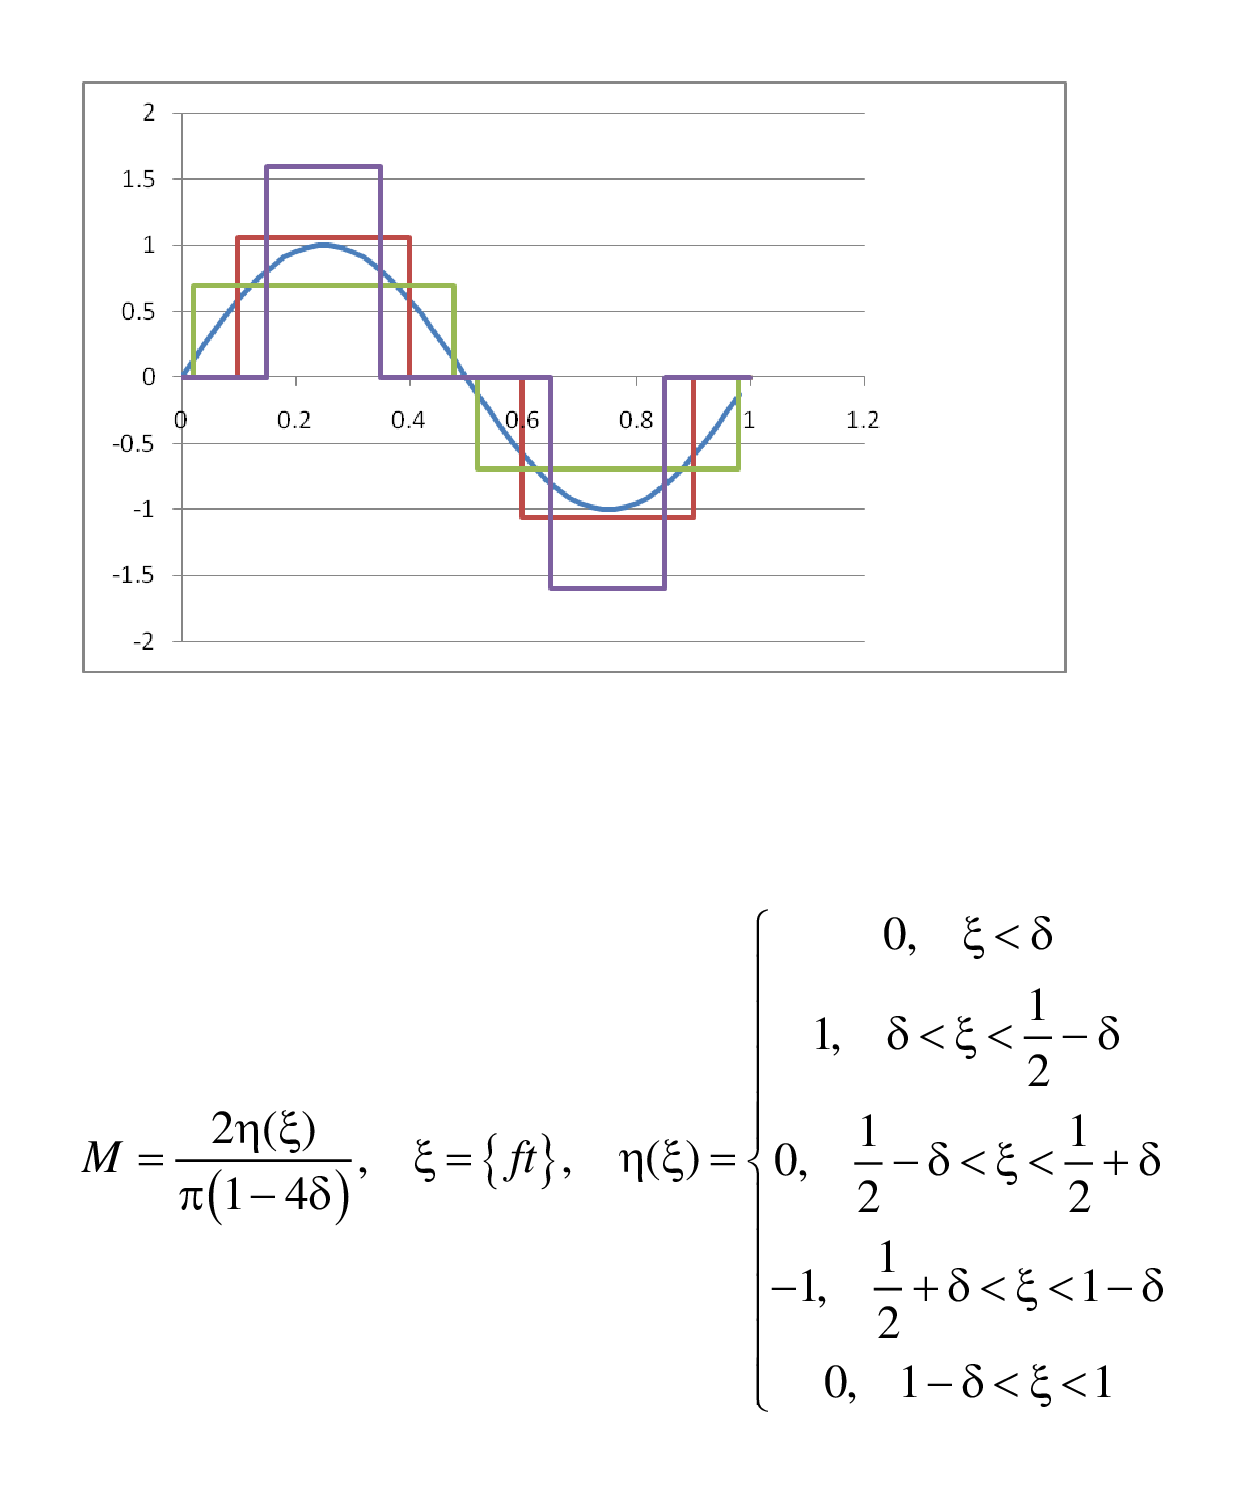 2
1.5
1
0.5
0
0 0.2 0.4 0.6 0.8 1 1.2
-0.5
-1
-1.5
-2
0, ξ < δ
1, δ < ξ < 1/2 − δ
M = 2η(ξ)/π(1 − 4δ), ξ = {ft}, η(ξ) = { 0, 1/2 − δ < ξ < 1/2 + δ
−1, 1/2 + δ < ξ < 1 − δ
0, 1 − δ < ξ < 1